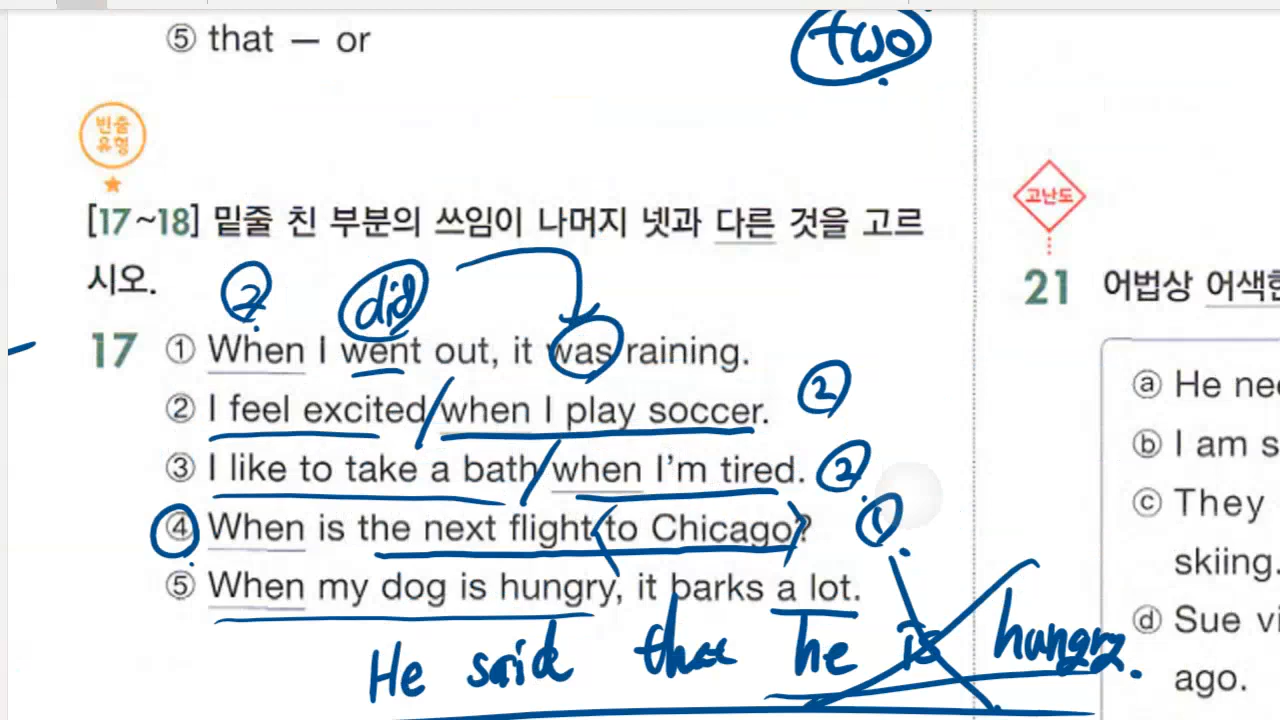 ⑤ that — or
two
빈출
유형
[17~18] 밑줄 친 부분의 쓰임이 나머지 넷과 다른 것을 고르
시오.
② did
17 ① When I went out, it was raining.
② I feel excited / when I play soccer. ②
③ I like to take a bath / when I'm tired. ②
④ When is the next flight (to Chicago)? ①
⑤ When my dog is hungry, it barks a lot.
He said that he is hungry.
고난도
21 어법상 어색한
ⓐ He nee
ⓑ I am s
ⓒ They
skiing.
ⓓ Sue vi
ago.